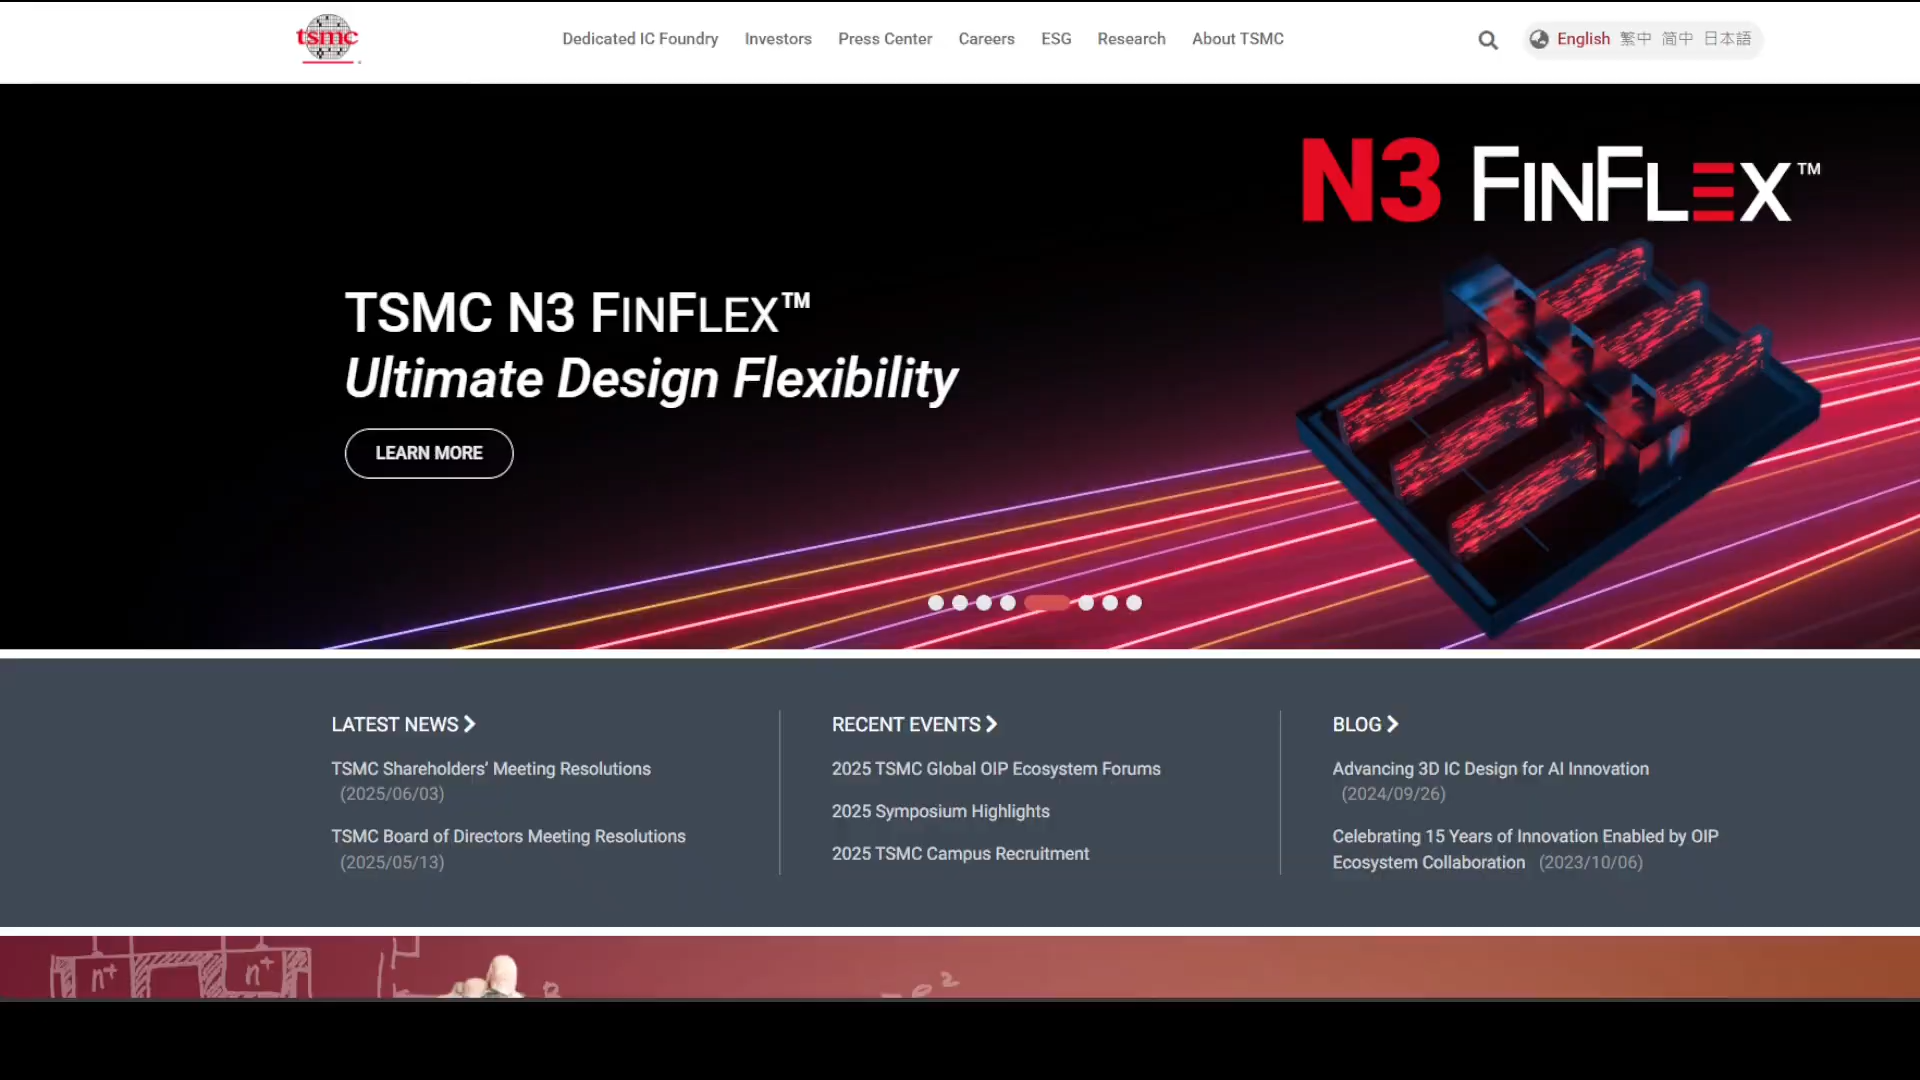 tsmc
Dedicated IC Foundry Investors Press Center Careers ESG Research About TSMC
English 繁中 简中 日本語
N3 FINFLEX™
TSMC N3 FINFLEX™
Ultimate Design Flexibility
LEARN MORE
LATEST NEWS
TSMC Shareholders’ Meeting Resolutions
(2025/06/03)
TSMC Board of Directors Meeting Resolutions
(2025/05/13)
RECENT EVENTS
2025 TSMC Global OIP Ecosystem Forums
2025 Symposium Highlights
2025 TSMC Campus Recruitment
BLOG
Advancing 3D IC Design for AI Innovation
(2024/09/26)
Celebrating 15 Years of Innovation Enabled by OIP
Ecosystem Collaboration (2023/10/06)
n+ n+